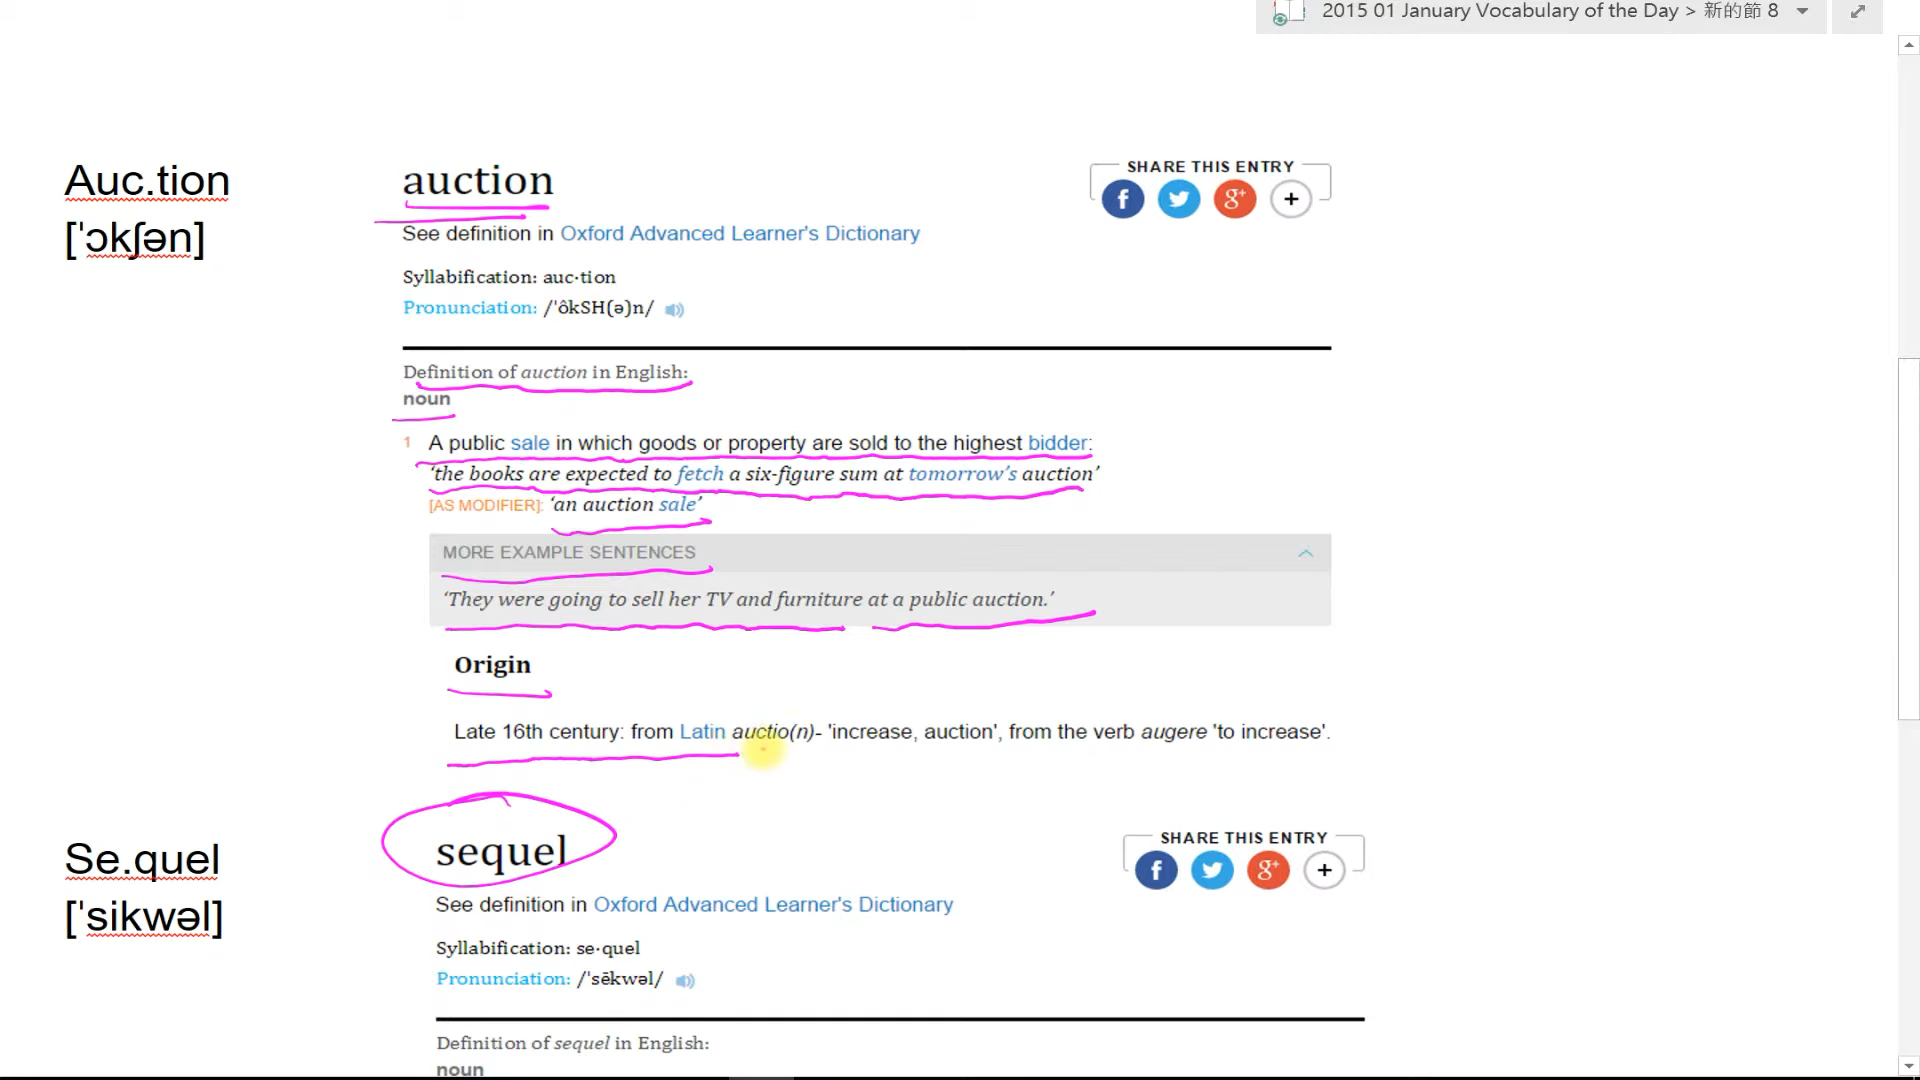 2015 01 January Vocabulary of the Day > 新的節 8
Auc.tion
[ˈɔkʃən]
auction
SHARE THIS ENTRY
f
g+
+
See definition in Oxford Advanced Learner's Dictionary
Syllabification: auc·tion
Pronunciation: /ˈôkSH(ə)n/
Definition of auction in English:
noun
1 A public sale in which goods or property are sold to the highest bidder:
‘the books are expected to fetch a six-figure sum at tomorrow’s auction’
[AS MODIFIER]: ‘an auction sale’
MORE EXAMPLE SENTENCES
‘They were going to sell her TV and furniture at a public auction.’
Origin
Late 16th century: from Latin auctio(n)- 'increase, auction', from the verb augere 'to increase'.
Se.quel
[ˈsikwəl]
sequel
SHARE THIS ENTRY
f
g+
+
See definition in Oxford Advanced Learner's Dictionary
Syllabification: se·quel
Pronunciation: /ˈsēkwəl/
Definition of sequel in English:
noun